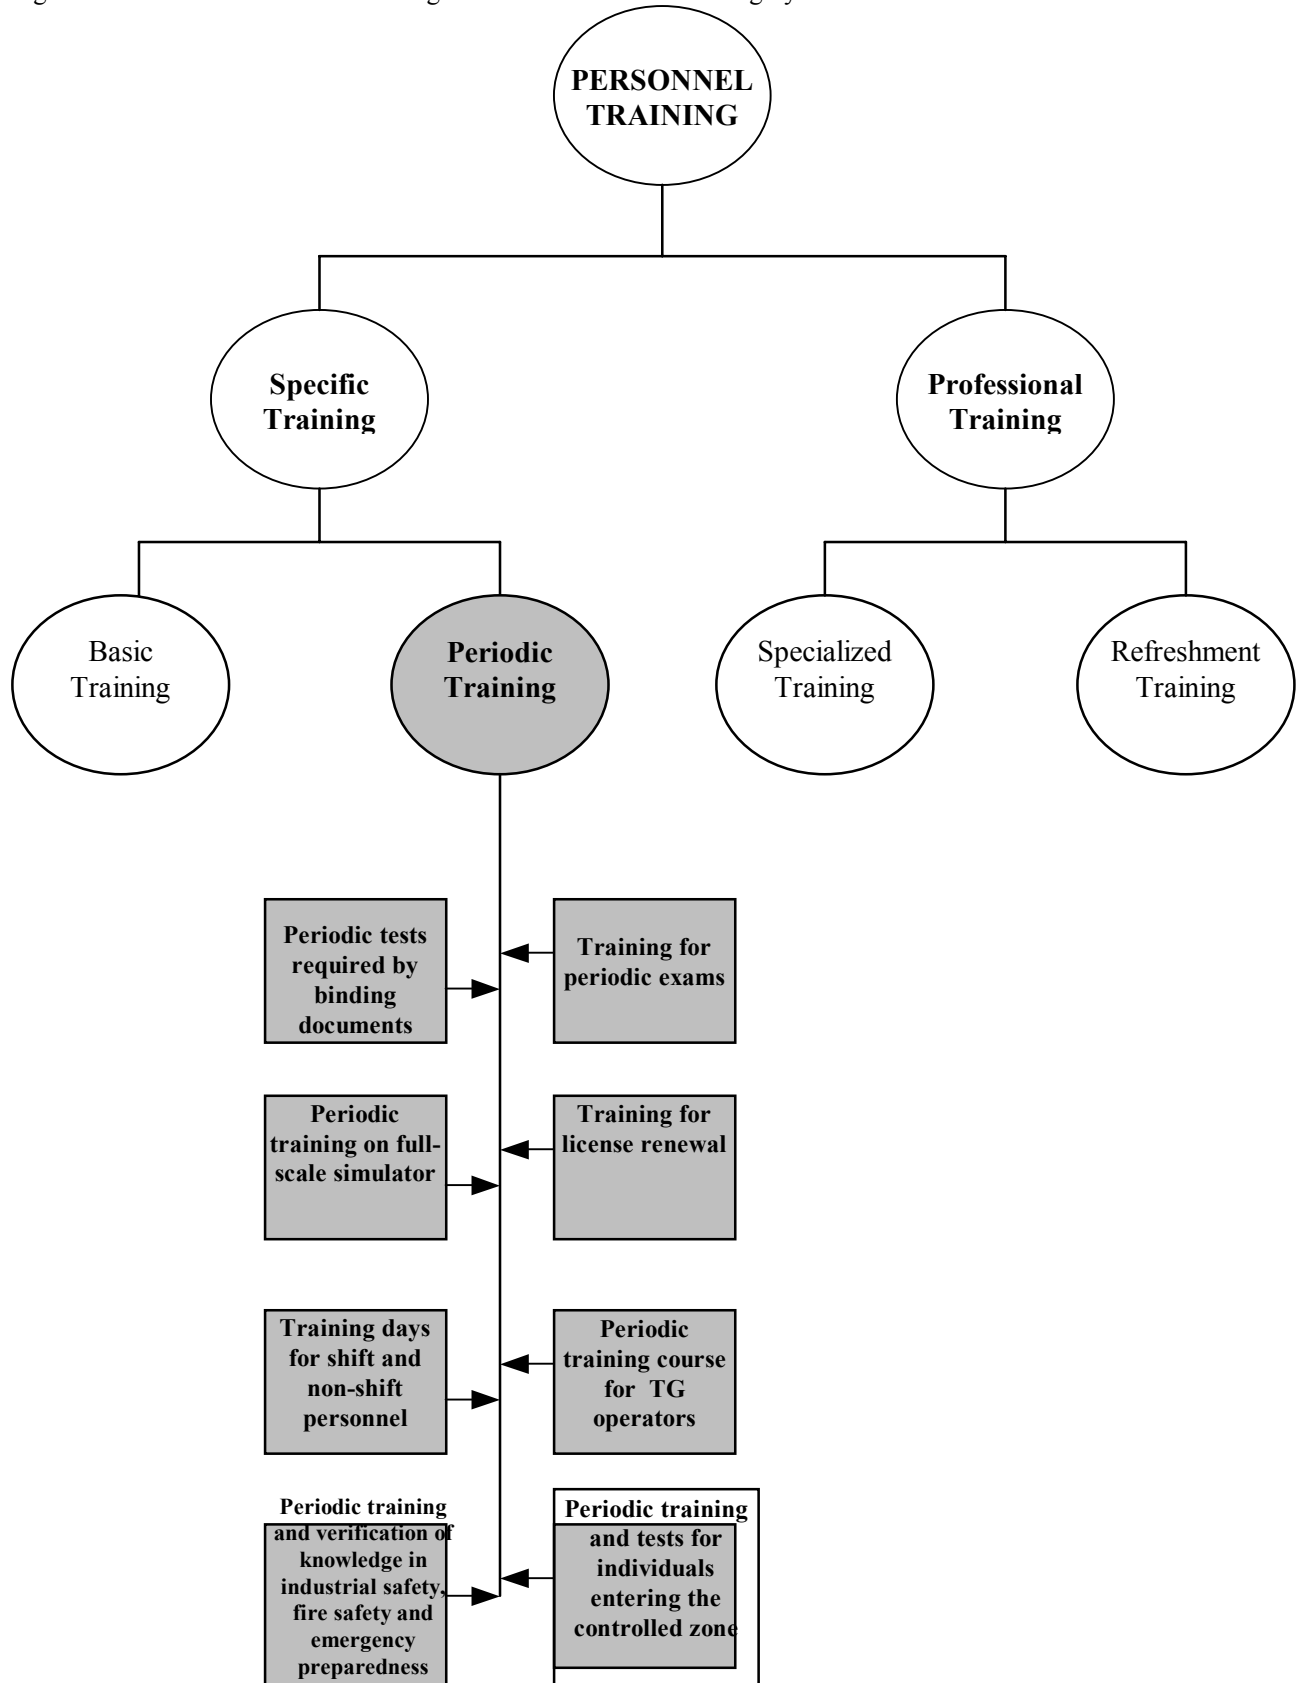 PERSONNEL
TRAINING
Specific
Training
Professional
Training
Basic
Training
Periodic
Training
Specialized
Training
Refreshment
Training
Periodic tests
required by
binding
documents
Training for
periodic exams
Periodic
training on full-
scale simulator
Training for
license renewal
Training days
for shift and
non-shift
personnel
Periodic
training course
for TG
operators
Periodic training
and verification of
knowledge in
industrial safety,
fire safety and
emergency
preparedness
Periodic training
and tests for
individuals
entering the
controlled zone